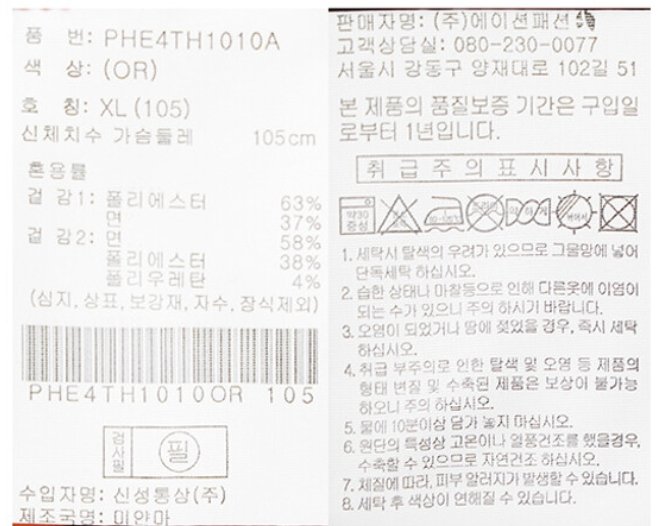 품 번: PHE4TH1010A
색 상: (OR)
호 칭: XL (105)
신체치수 가슴둘레 105cm
혼용률
겉 감1: 폴리에스터 63%
면 37%
겉 감2: 면 58%
폴리에스터 38%
폴리우레탄 4%
(심지,상표,보강재,자수,장식제외)
PHE4TH1010OR 105
검사필 필
수입자명: 신성통상(주)
제조국명: 미얀마
판매자명: (주)에이션패션
고객상담실: 080-230-0077
서울시 강동구 양재대로 102길 51
본 제품의 품질보증 기간은 구입일
로부터 1년입니다.
취급주의표시사항
약30
중성
1. 세탁시 탈색의 우려가 있으므로 그물망에 넣어
단독세탁 하십시오.
2. 습한 상태나 마찰등으로 인해 다른옷에 이염이
되는 수가 있으니 주의 하시기 바랍니다.
3. 오염이 되었거나 땀에 젖었을 경우, 즉시 세탁
하십시오.
4. 취급 부주의로 인한 탈색 및 오염 등 제품의
형태 변질 및 수축된 제품은 보상이 불가능
하오니 주의 하십시오.
5. 물에 10분이상 담가 놓지 마십시오.
6. 원단의 특성상 고온이나 열풍건조를 했을경우,
수축할 수 있으므로 자연건조 하십시오.
7. 체질에 따라, 피부 알러지가 발생할 수 있습니다.
8. 세탁 후 색상이 연해질 수 있습니다.